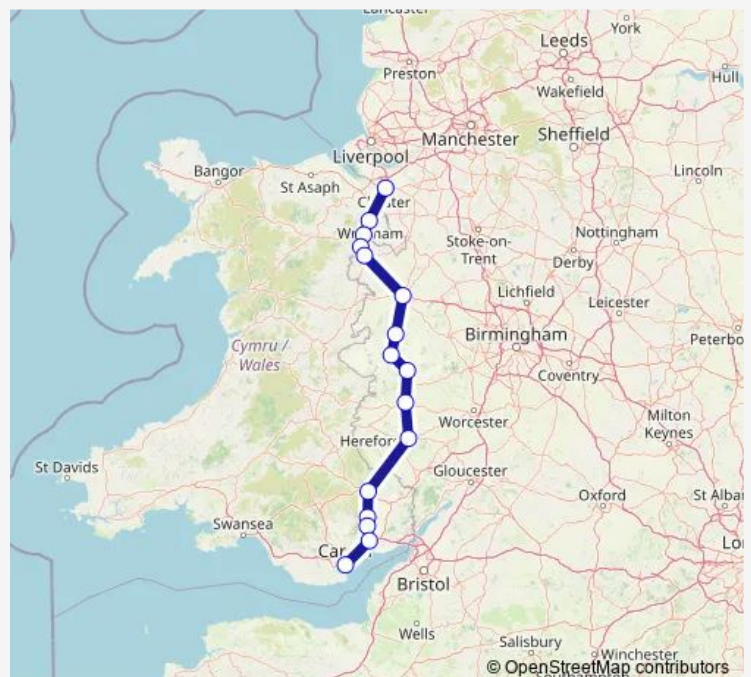 Lancaster
York
Leeds
Preston
Hull
Wakefield
Manchester
Sheffield
Liverpool
Bangor
St Asaph
Lincoln
Stoke-on-
Trent
Nottingham
Derby
Lichfield
Leicester
Cymru /
Wales
Birmingham
Peterbo
Coventry
Worcester
Milton
Keynes
Herefor
St Davids
Gloucester
Oxford
St Alba
Swansea
Lo
Bristol
Wells
Salisbury
Winchester
© OpenStreetMap contributors